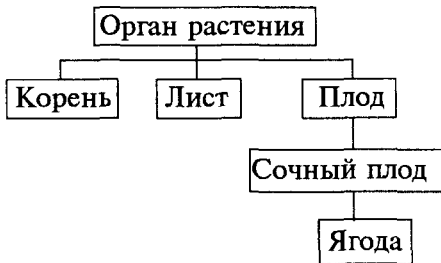 Орган растения
Корень Лист Плод
Сочный плод
Ягода